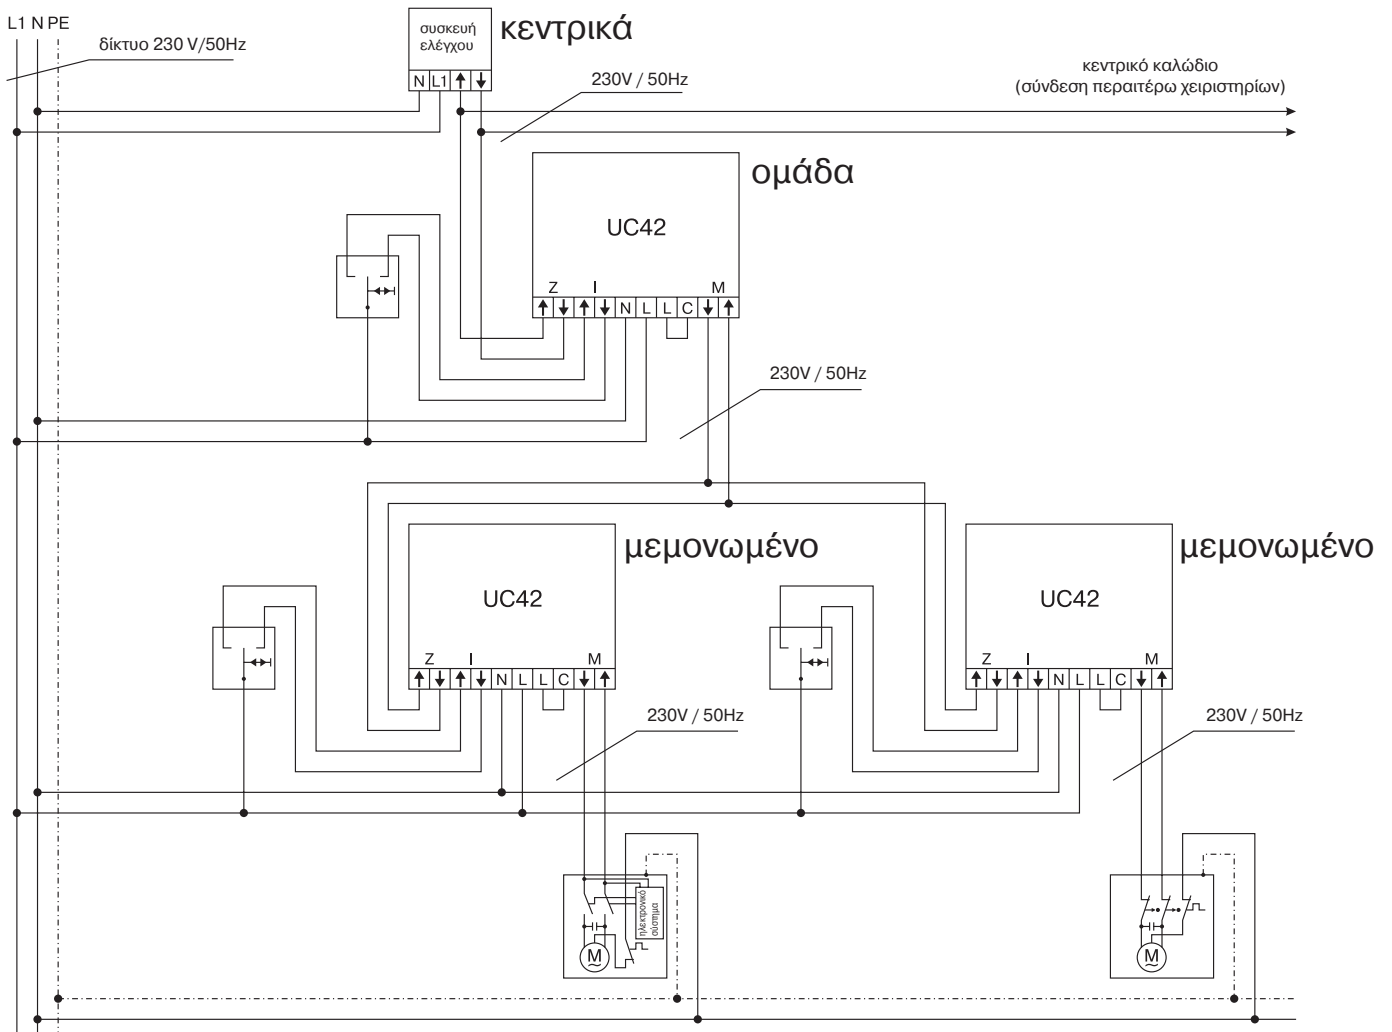 L1 N PE
δίκτυο 230 V/50Hz
συσκευή
ελέγχου
κεντρικά
N L1
230V / 50Hz
κεντρικό καλώδιο
(σύνδεση περαιτέρω χειριστηρίων)
ομάδα
UC42
Z I M
N L L C
230V / 50Hz
μεμονωμένο
UC42
Z I M
N L L C
230V / 50Hz
ηλεκτρονικό
σύστημα
M
μεμονωμένο
UC42
Z I M
N L L C
230V / 50Hz
M